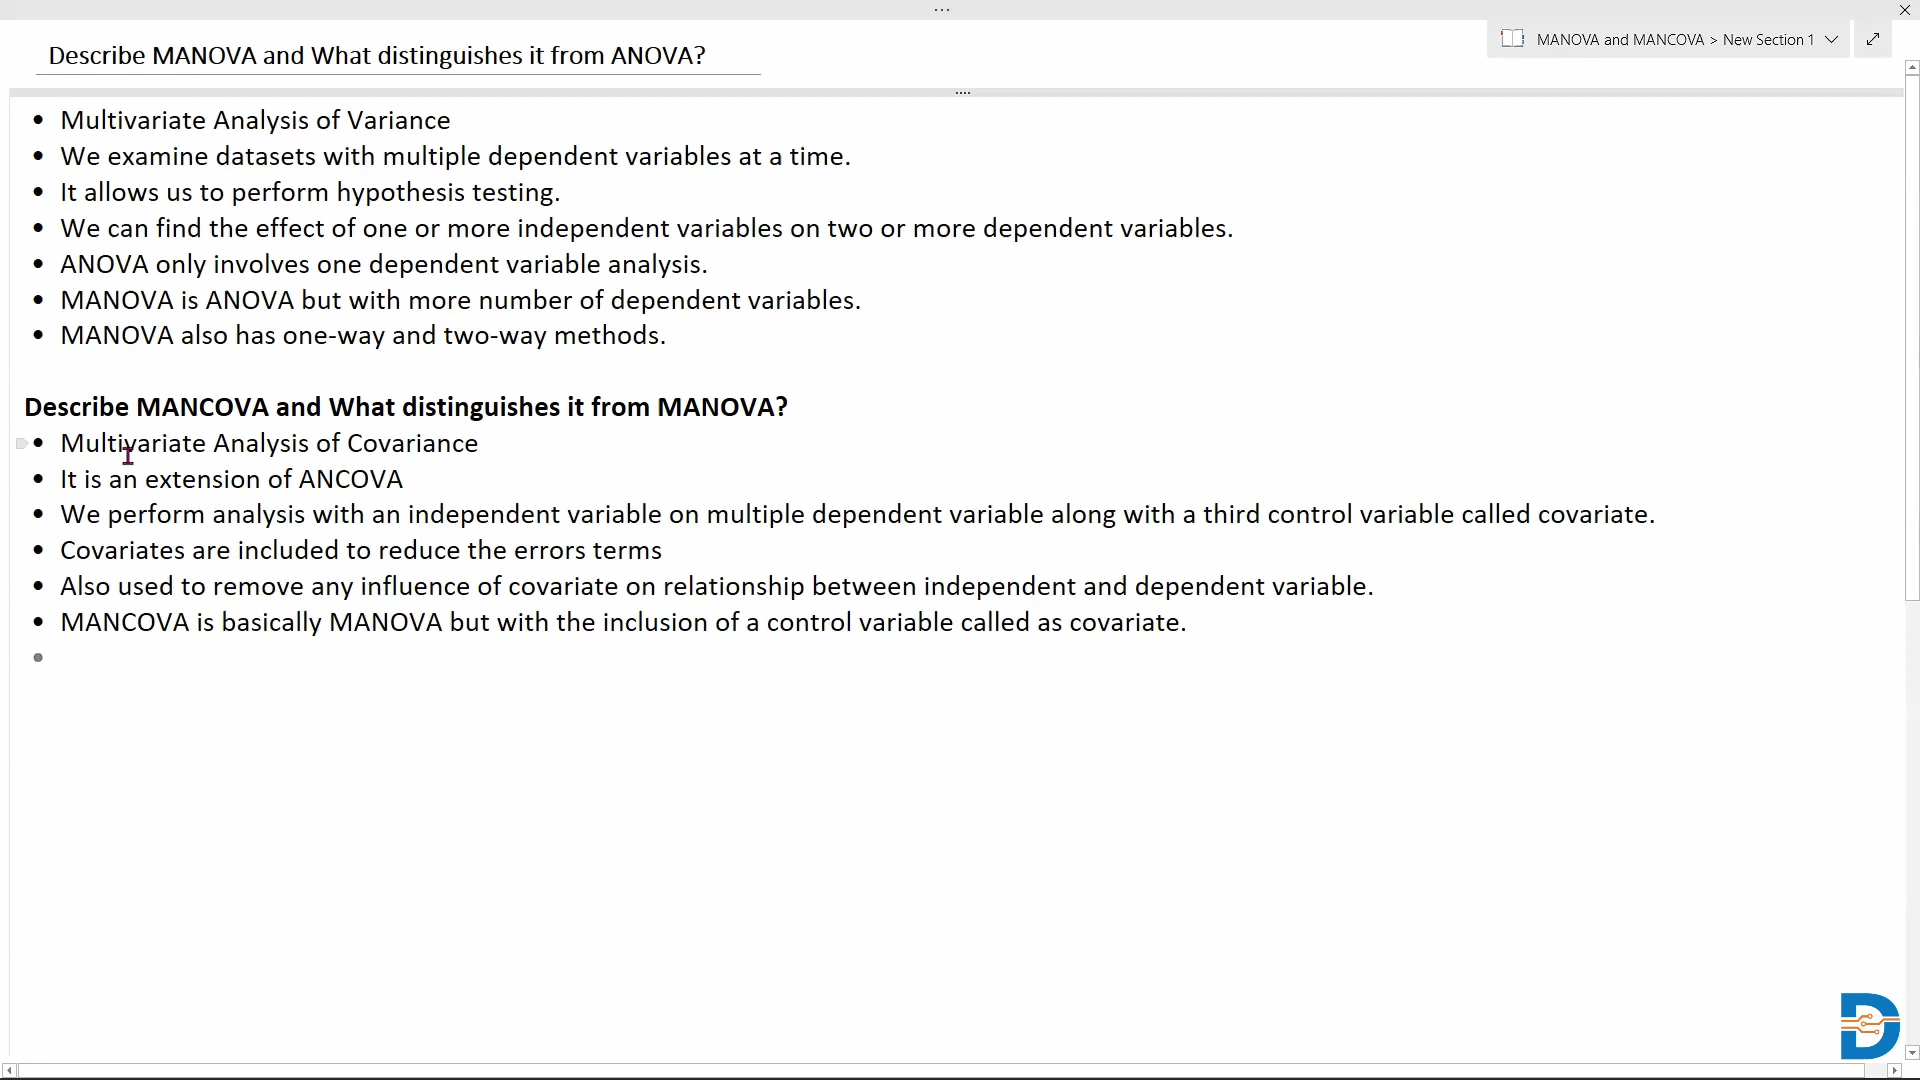 MANOVA and MANCOVA > New Section 1
Describe MANOVA and What distinguishes it from ANOVA?
• Multivariate Analysis of Variance
• We examine datasets with multiple dependent variables at a time.
• It allows us to perform hypothesis testing.
• We can find the effect of one or more independent variables on two or more dependent variables.
• ANOVA only involves one dependent variable analysis.
• MANOVA is ANOVA but with more number of dependent variables.
• MANOVA also has one-way and two-way methods.
Describe MANCOVA and What distinguishes it from MANOVA?
• Multivariate Analysis of Covariance
• It is an extension of ANCOVA
• We perform analysis with an independent variable on multiple dependent variable along with a third control variable called covariate.
• Covariates are included to reduce the errors terms
• Also used to remove any influence of covariate on relationship between independent and dependent variable.
• MANCOVA is basically MANOVA but with the inclusion of a control variable called as covariate.